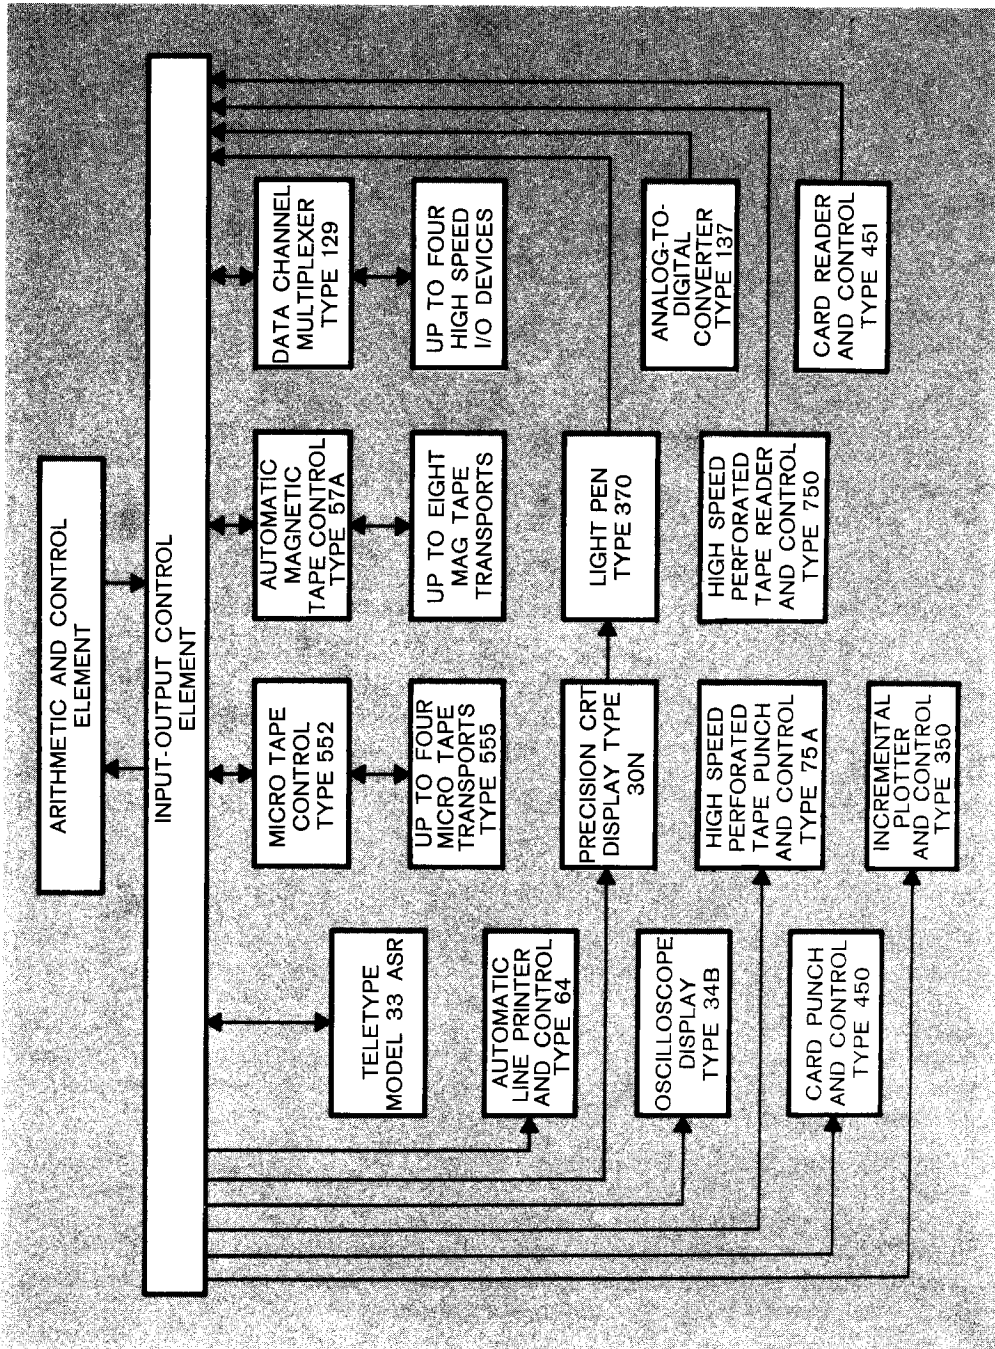 ARITHMETIC AND CONTROL
ELEMENT
INPUT-OUTPUT CONTROL
ELEMENT
TELETYPE
MODEL 33 ASR
MICRO TAPE
CONTROL
TYPE 552
AUTOMATIC
MAGNETIC
TAPE CONTROL
TYPE 57A
DATA CHANNEL
MULTIPLEXER
TYPE 129
UP TO FOUR
MICRO TAPE
TRANSPORTS
TYPE 555
UP TO EIGHT
MAG TAPE
TRANSPORTS
UP TO FOUR
HIGH SPEED
I/O DEVICES
AUTOMATIC
LINE PRINTER
AND CONTROL
TYPE 64
PRECISION CRT
DISPLAY TYPE
30N
LIGHT PEN
TYPE 370
OSCILLOSCOPE
DISPLAY
TYPE 34B
HIGH SPEED
PERFORATED
TAPE PUNCH
AND CONTROL
TYPE 75A
HIGH SPEED
PERFORATED
TAPE READER
AND CONTROL
TYPE 750
ANALOG-TO-
DIGITAL
CONVERTER
TYPE 137
CARD PUNCH
AND CONTROL
TYPE 450
INCREMENTAL
PLOTTER
AND CONTROL
TYPE 350
CARD READER
AND CONTROL
TYPE 451